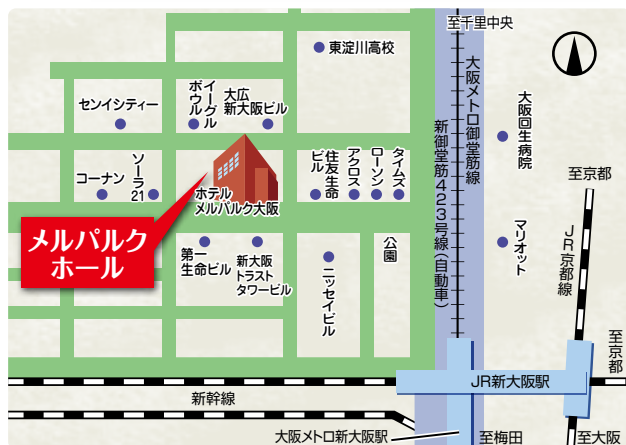 至千里中央
東淀川高校
大阪メトロ御堂筋線
センイシティー
イーグル
ボウル
大広
新大阪ビル
大阪回生病院
新御堂筋423号線(自動車)
コーナン
ソーラ
21
ホテル
メルパルク大阪
住友生命
ビル
アクロス
ローソン
タイムズ
至京都
メルパルク
ホール
第一
生命ビル
新大阪
トラスト
タワービル
ニッセイビル
公園
マリオット
JR京都線
至京都
JR新大阪駅
新幹線
大阪メトロ新大阪駅
至梅田
至大阪